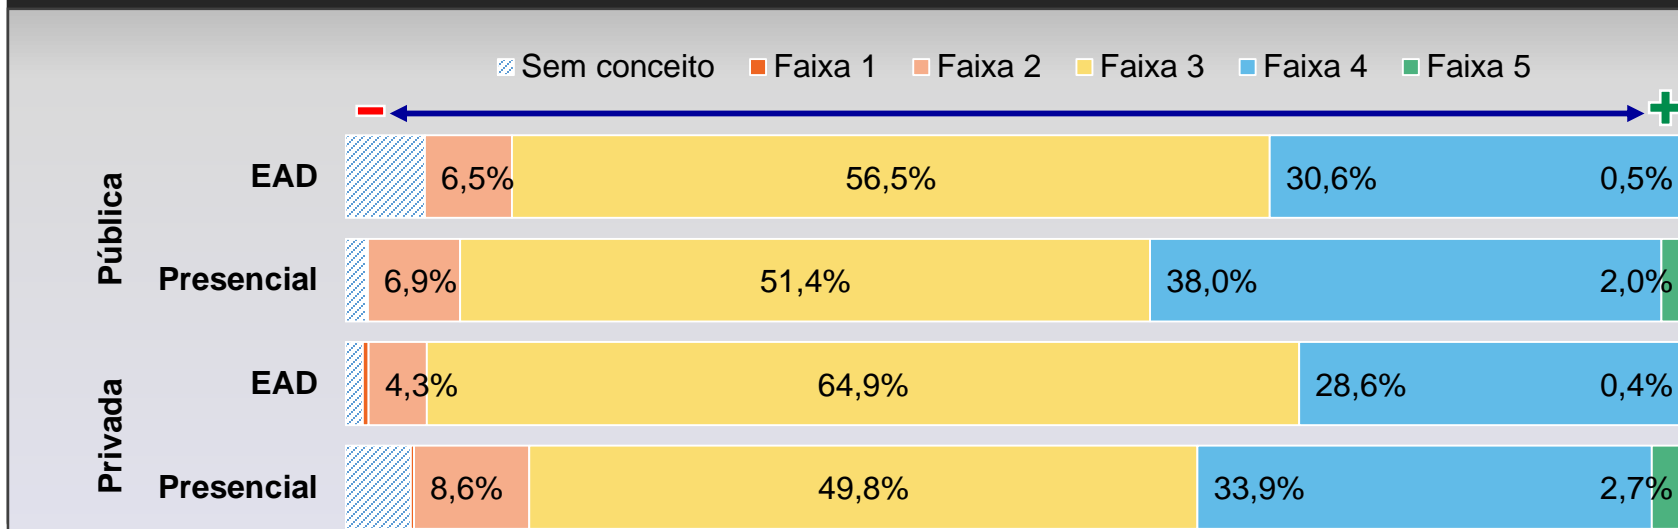 Sem conceito Faixa 1 Faixa 2 Faixa 3 Faixa 4 Faixa 5
Pública
EAD 6,5% 56,5% 30,6% 0,5%
Presencial 6,9% 51,4% 38,0% 2,0%
Privada
EAD 4,3% 64,9% 28,6% 0,4%
Presencial 8,6% 49,8% 33,9% 2,7%